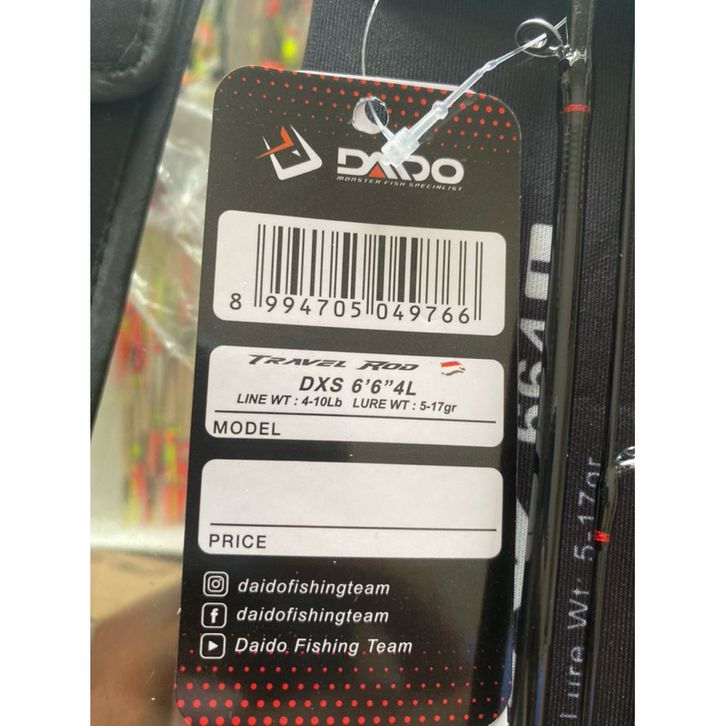 DAIDO
MONSTER FISH SPECIALIST
8 994705 049766
TRAVEL ROD
DXS 6'6"4L
LINE WT : 4-10Lb LURE WT : 5-17gr
MODEL
PRICE
daidofishingteam
daidofishingteam
Daido Fishing Team
Lure Wt: 5-17gr